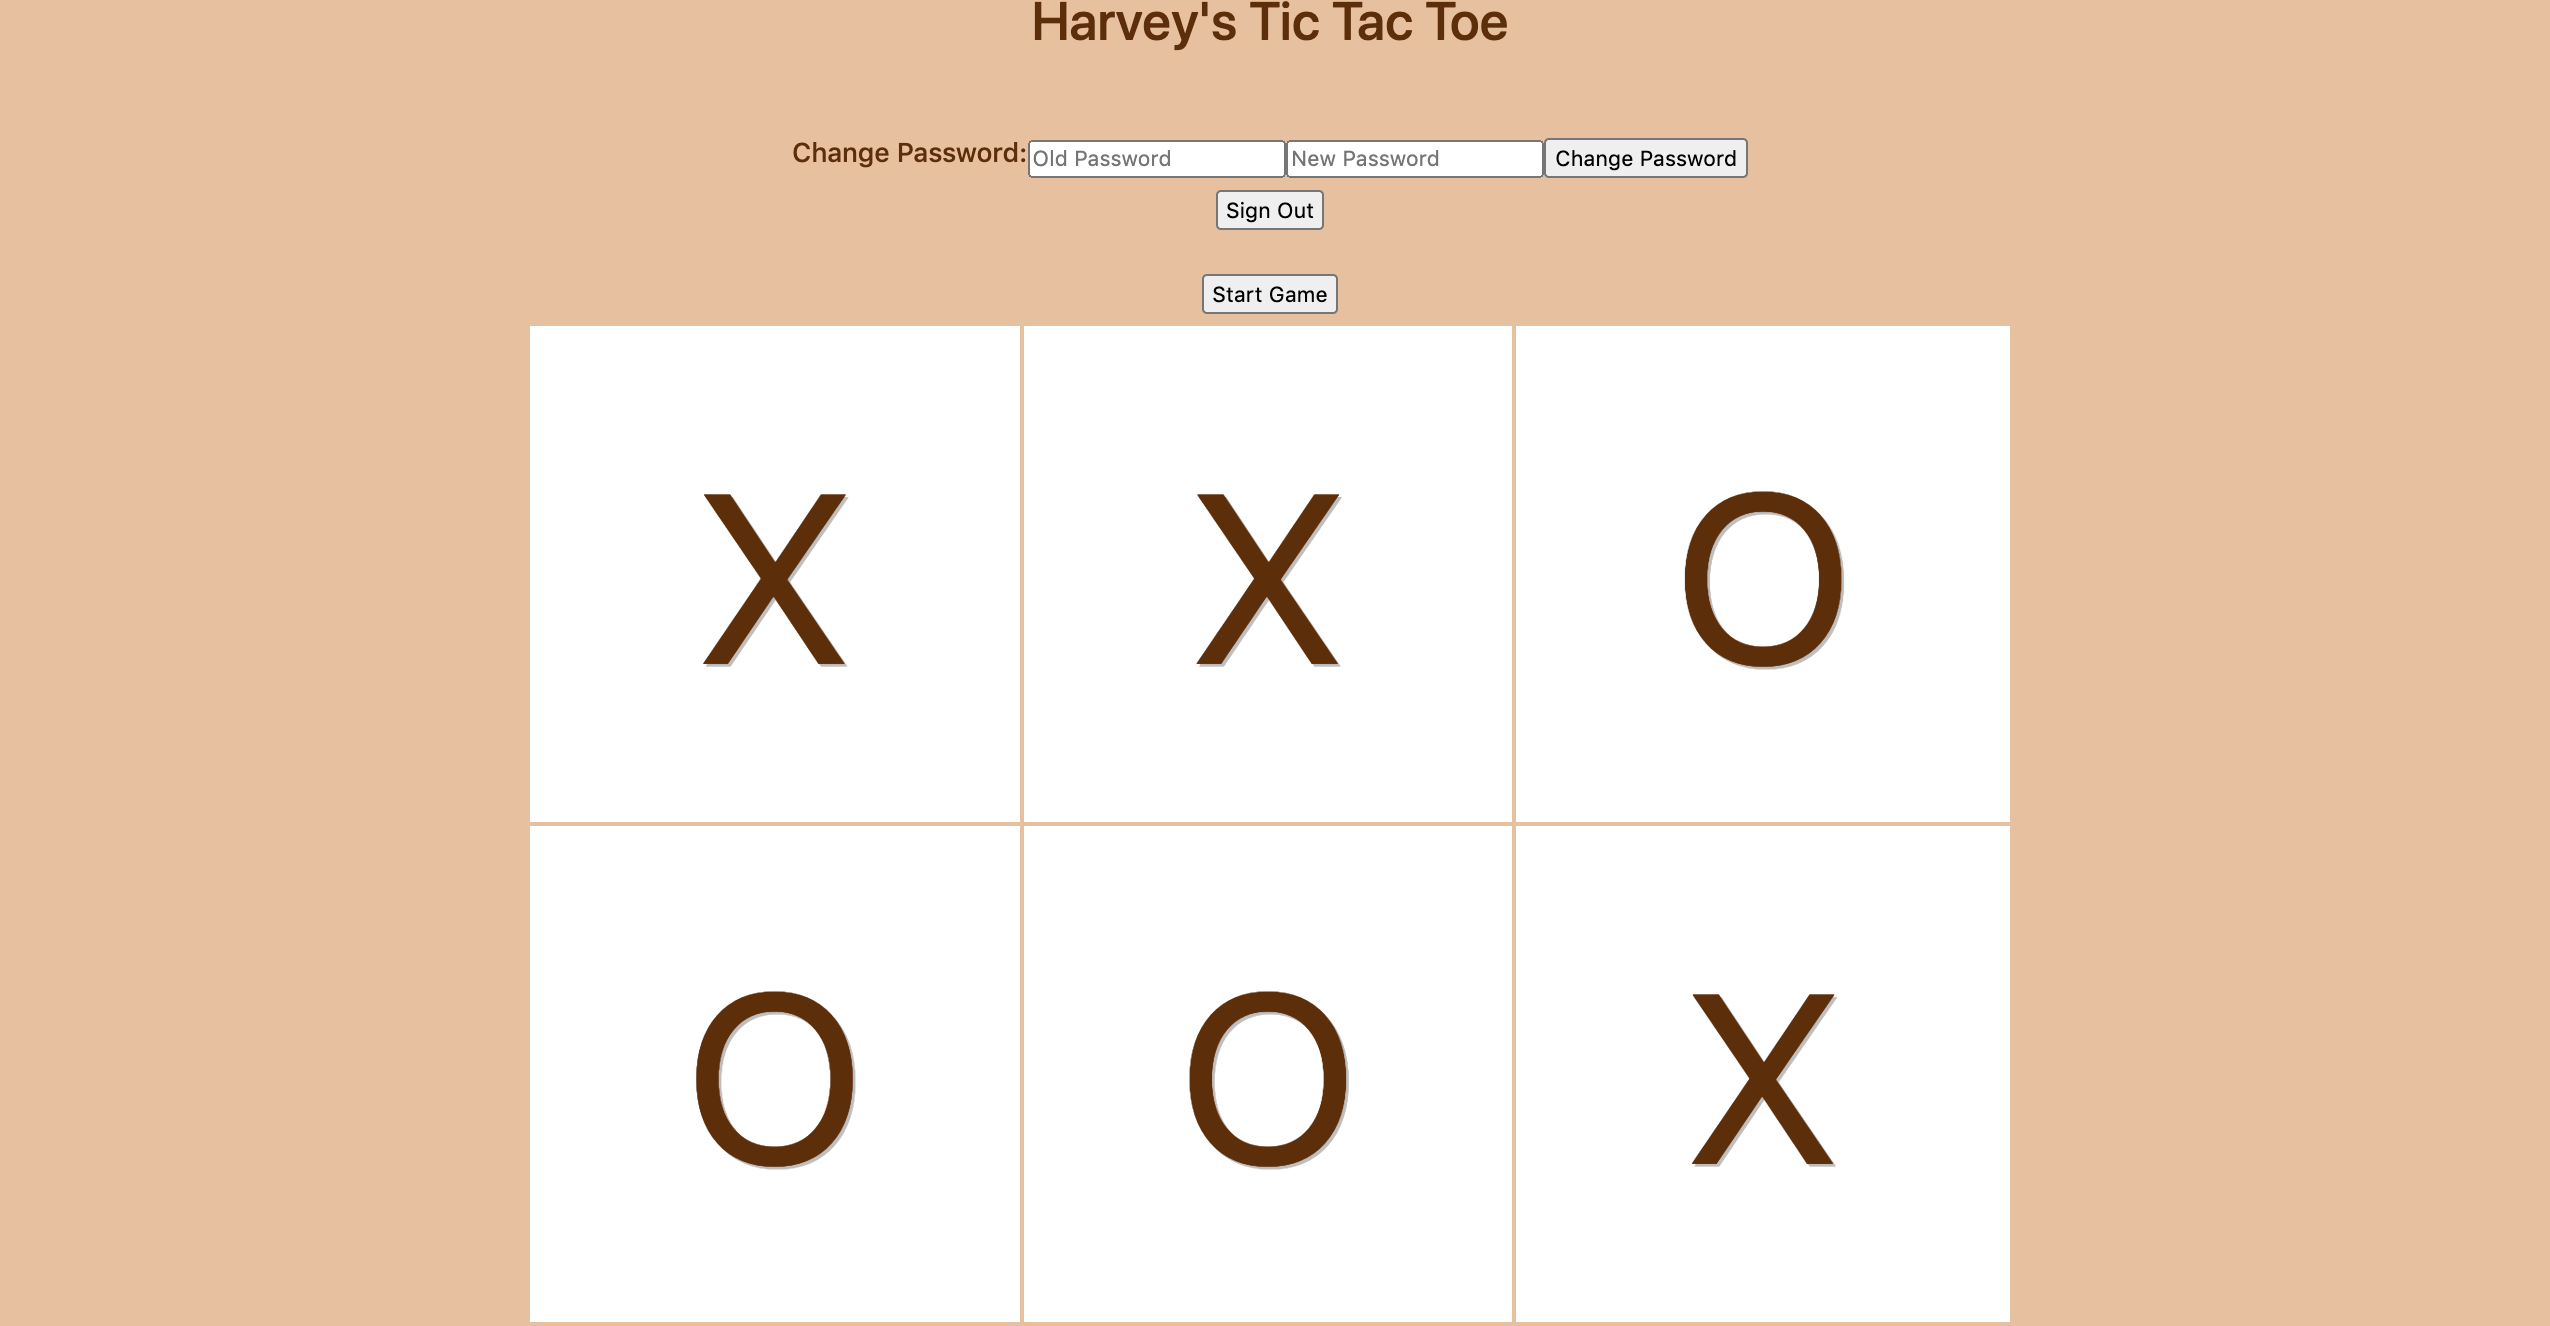 Harvey's Tic Tac Toe
Change Password: Old Password New Password Change Password
Sign Out
Start Game
X X O
O O X